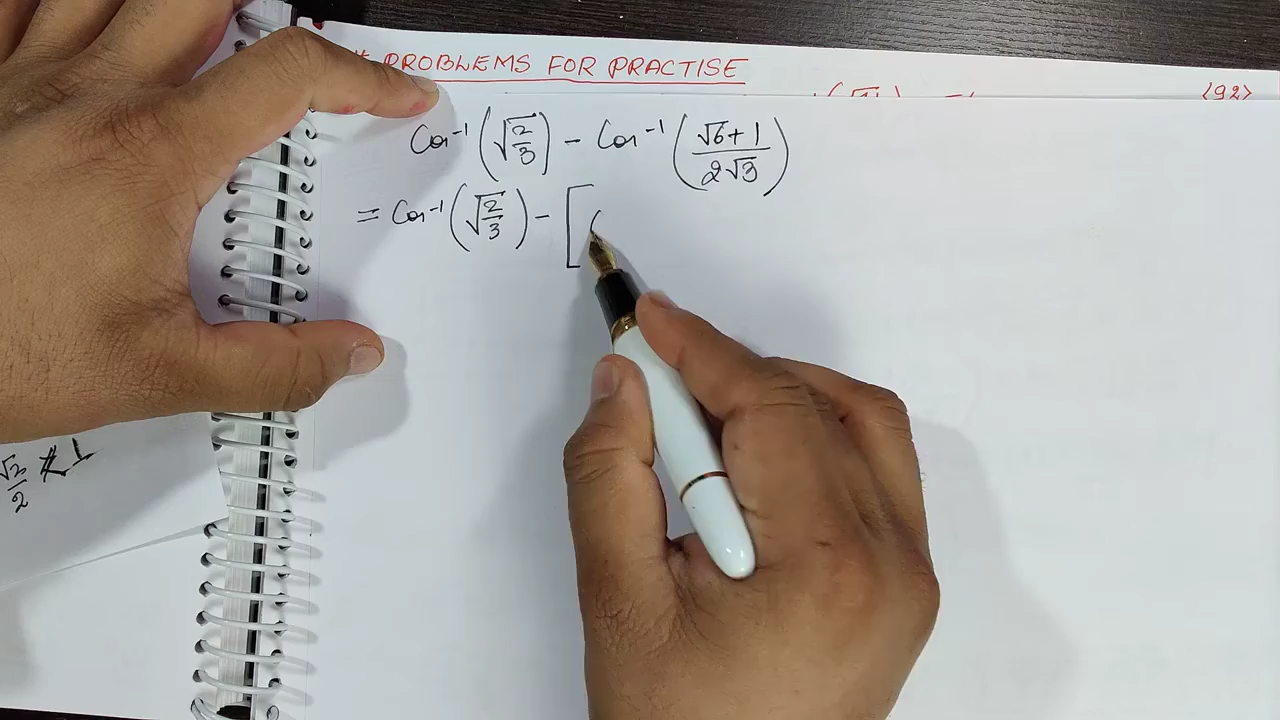 PROBLEMS FOR PRACTISE
<92>
Cos⁻¹(√2/3) - Cos⁻¹((√6+1)/(2√3))
= Cos⁻¹(√2/3) - [C